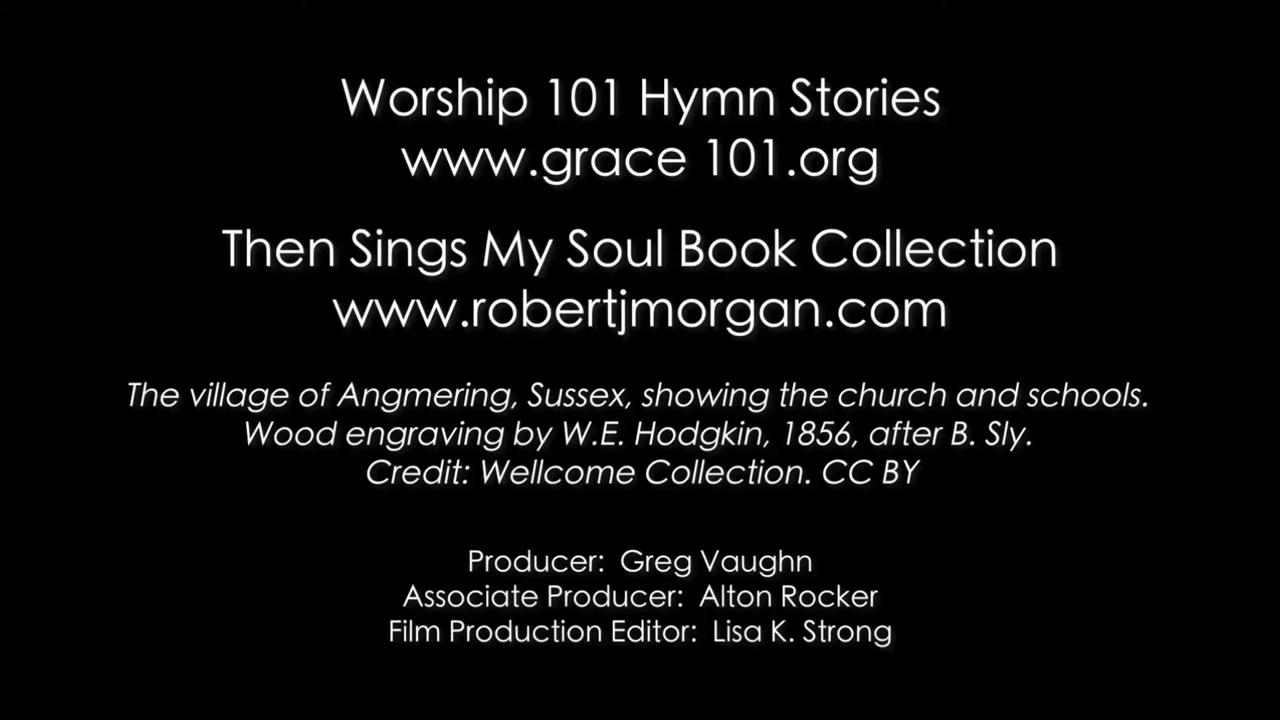 Worship 101 Hymn Stories
www.grace 101.org
Then Sings My Soul Book Collection
www.robertjmorgan.com
The village of Angmering, Sussex, showing the church and schools.
Wood engraving by W.E. Hodgkin, 1856, after B. Sly.
Credit: Wellcome Collection. CC BY
Producer: Greg Vaughn
Associate Producer: Alton Rocker
Film Production Editor: Lisa K. Strong